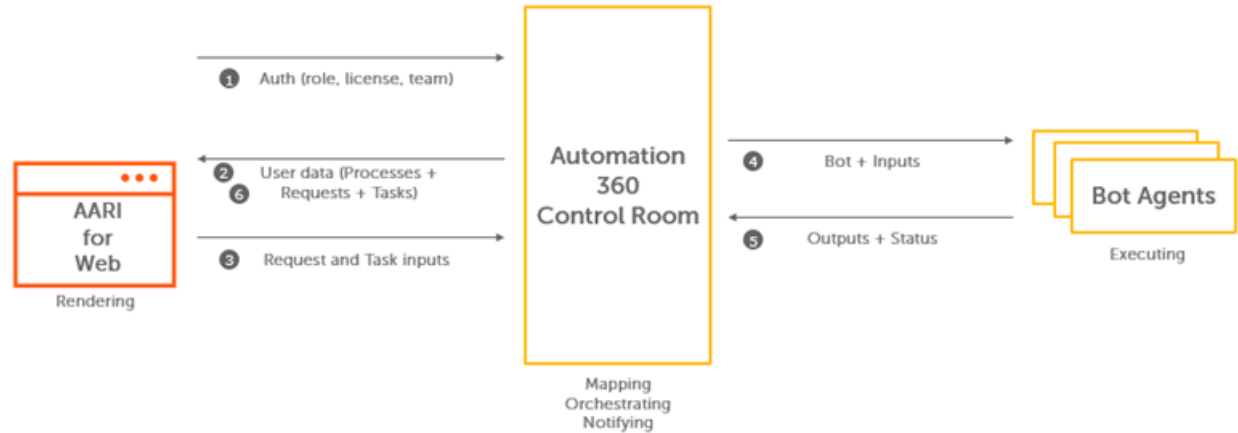 1 Auth (role, license, team)
2 User data (Processes +
6 Requests + Tasks)
3 Request and Task inputs
AARI
for
Web
Rendering
Automation
360
Control Room
Mapping
Orchestrating
Notifying
4 Bot + Inputs
5 Outputs + Status
Bot Agents
Executing